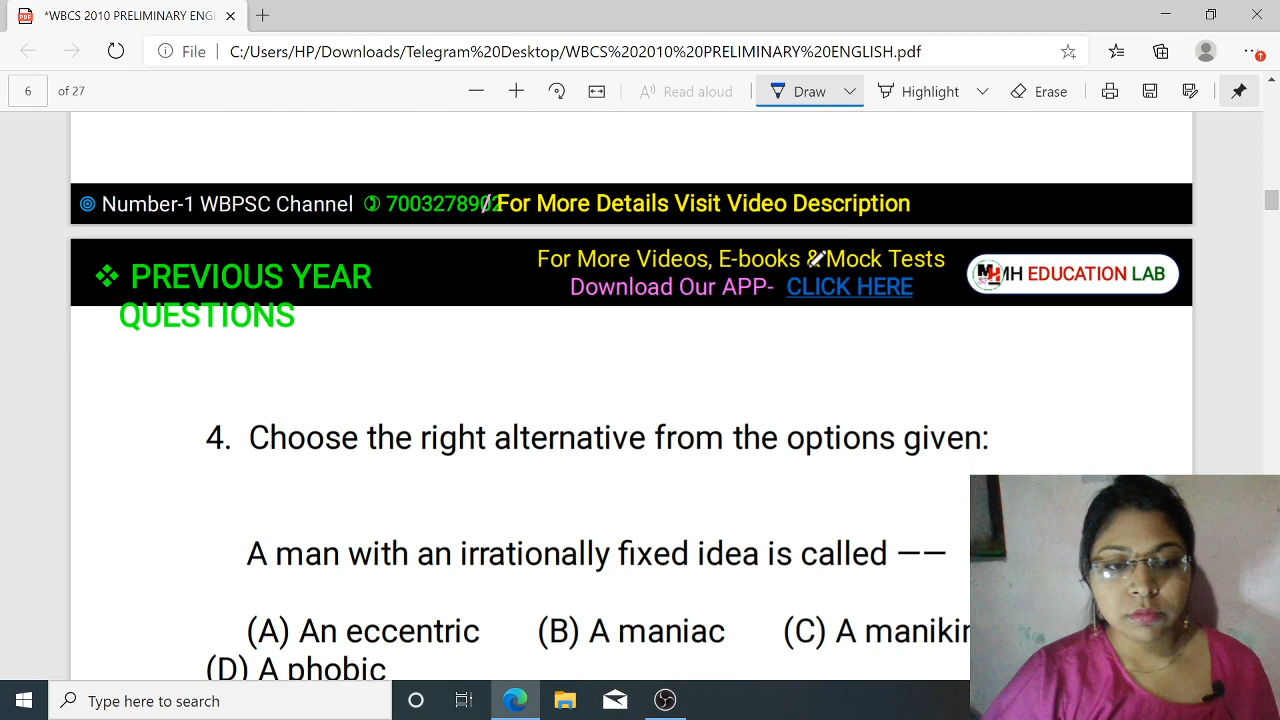 *WBCS 2010 PRELIMINARY ENGL
File C:/Users/HP/Downloads/Telegram%20Desktop/WBCS%202010%20PRELIMINARY%20ENGLISH.pdf
6 of 27 Read aloud Draw Highlight Erase
Number-1 WBPSC Channel 7003278902 / For More Details Visit Video Description
PREVIOUS YEAR
QUESTIONS
For More Videos, E-books & Mock Tests
Download Our APP- CLICK HERE
MH EDUCATION LAB
4. Choose the right alternative from the options given:
A man with an irrationally fixed idea is called ——
(A) An eccentric (B) A maniac (C) A manikin
(D) A phobic
Type here to search